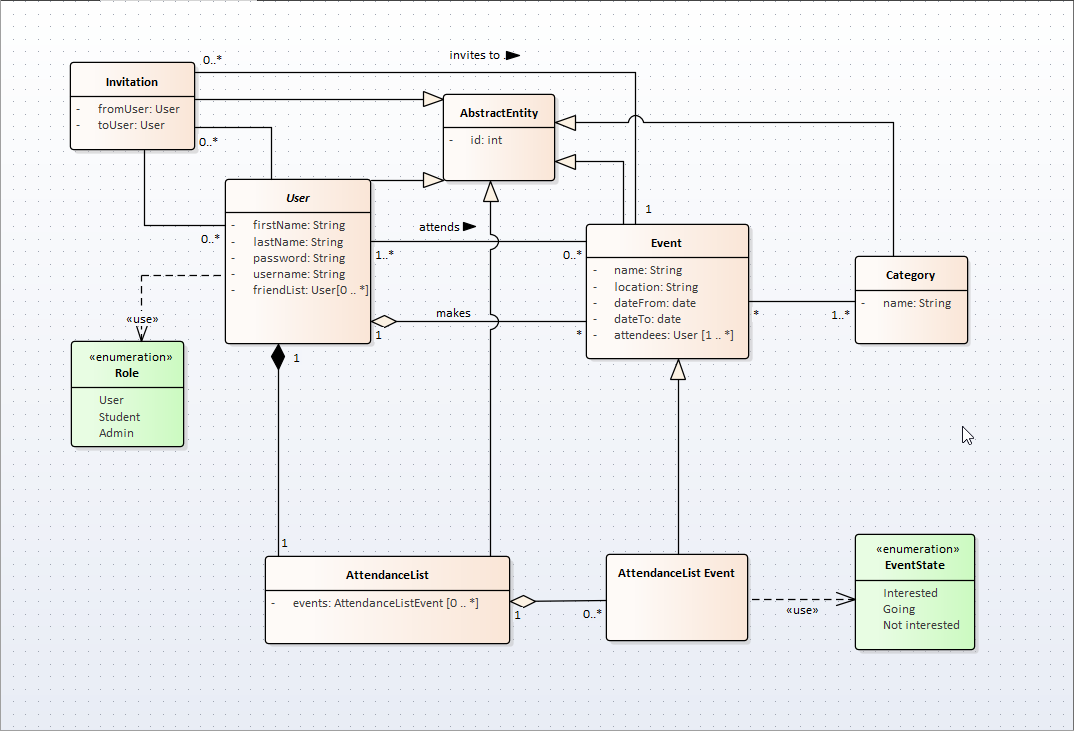 invites to
0..*
Invitation
- fromUser: User
- toUser: User
0..*
AbstractEntity
- id: int
User
- firstName: String
- lastName: String
- password: String
- username: String
- friendList: User[0 .. *]
0..*
attends
1..*
0..*
1
Event
- name: String
- location: String
- dateFrom: date
- dateTo: date
- attendees: User [1 .. *]
Category
- name: String
makes
1
*
*
1..*
«use»
«enumeration»
Role
User
Student
Admin
1
1
AttendanceList
- events: AttendanceListEvent [0 .. *]
1
0..*
AttendanceList Event
«use»
«enumeration»
EventState
Interested
Going
Not interested